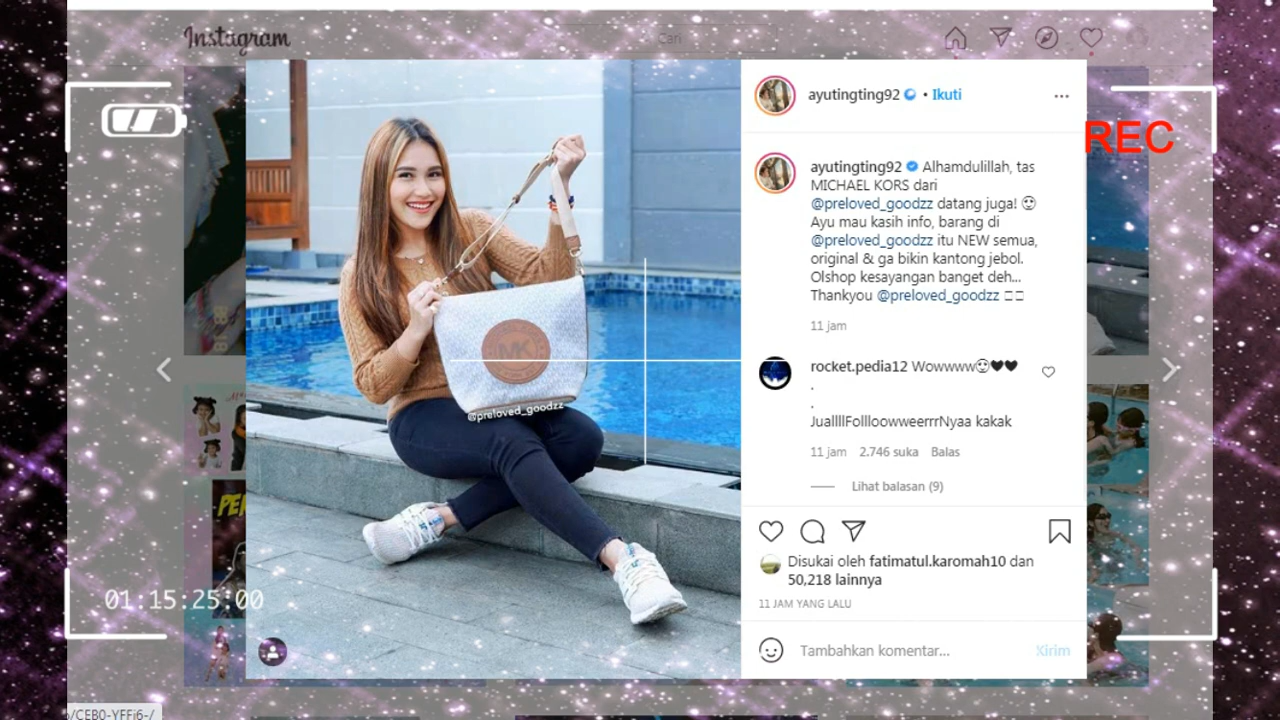 Instagram
Cari
REC
ayutingting92 • Ikuti
ayutingting92 Alhamdulillah, tas
MICHAEL KORS dari
@preloved_goodzz datang juga! 😍
Ayu mau kasih info, barang di
@preloved_goodzz itu NEW semua,
original & ga bikin kantong jebol.
Olshop kesayangan banget deh...
Thankyou @preloved_goodzz □□
11 jam
rocket.pedia12 Wowwww😍🖤🖤
.
.
JuallllFollloowweerrrNyaa kakak
11 jam 2.746 suka Balas
Lihat balasan (9)
Disukai oleh fatimatul.karomah10 dan
50,218 lainnya
11 JAM YANG LALU
Tambahkan komentar...
Kirim
MK
@preloved_goodzz
01:15:25:00
/CEB0-YFFj6-/